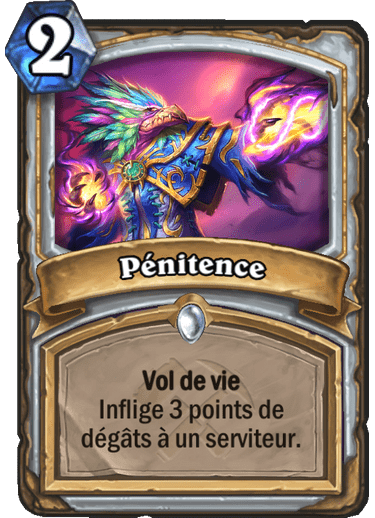 2
Pénitence
Vol de vie
Inflige 3 points de
dégâts à un serviteur.